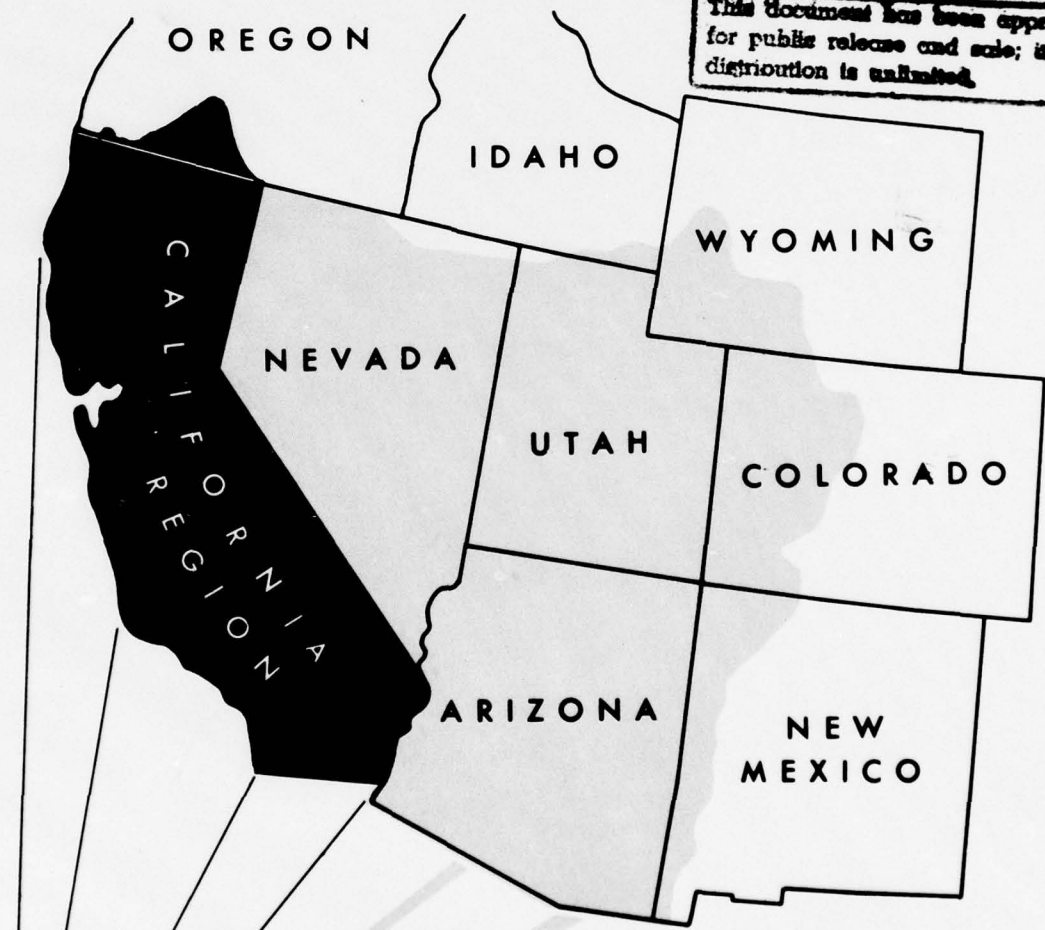 This document has been
for public release and sale;
distribution is unlimited.
OREGON
IDAHO
WYOMING
CALIFORNIA
REGION
NEVADA
UTAH
COLORADO
ARIZONA
NEW
MEXICO